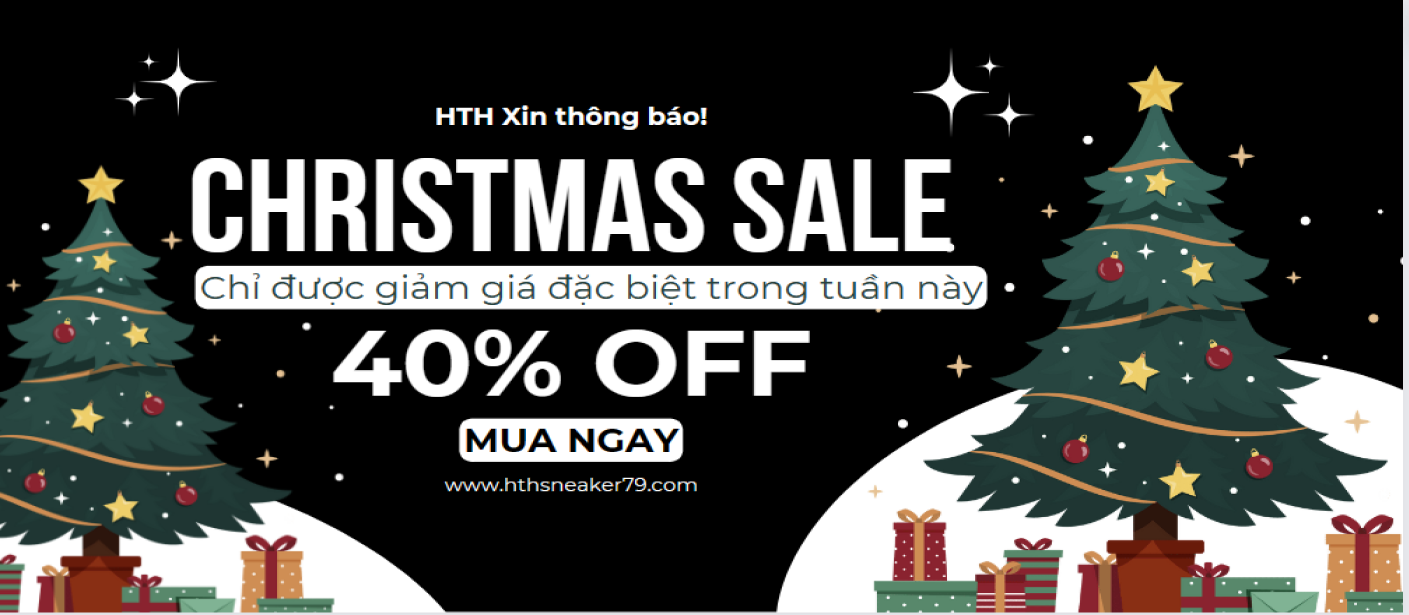 HTH Xin thông báo!
CHRISTMAS SALE
Chỉ được giảm giá đặc biệt trong tuần này
40% OFF
MUA NGAY
www.hthsneaker79.com